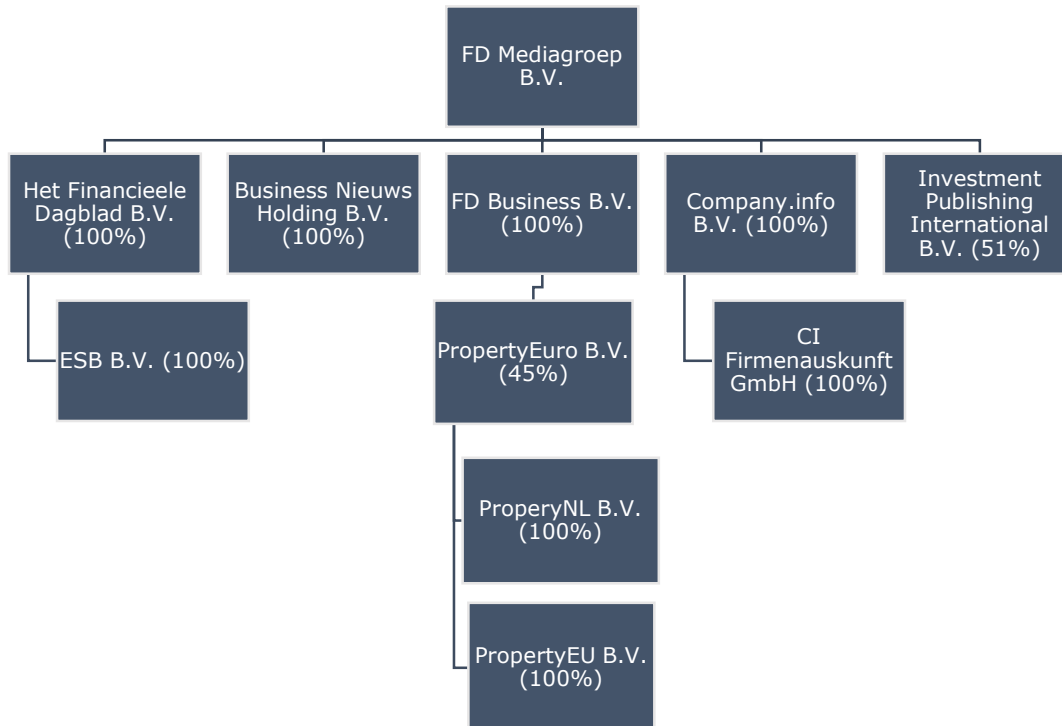 FD Mediagroep
B.V.
Het Financieele
Dagblad B.V.
(100%)
Business Nieuws
Holding B.V.
(100%)
FD Business B.V.
(100%)
Company.info
B.V. (100%)
Investment
Publishing
International
B.V. (51%)
ESB B.V. (100%)
PropertyEuro B.V.
(45%)
CI
Firmenauskunft
GmbH (100%)
ProperyNL B.V.
(100%)
PropertyEU B.V.
(100%)